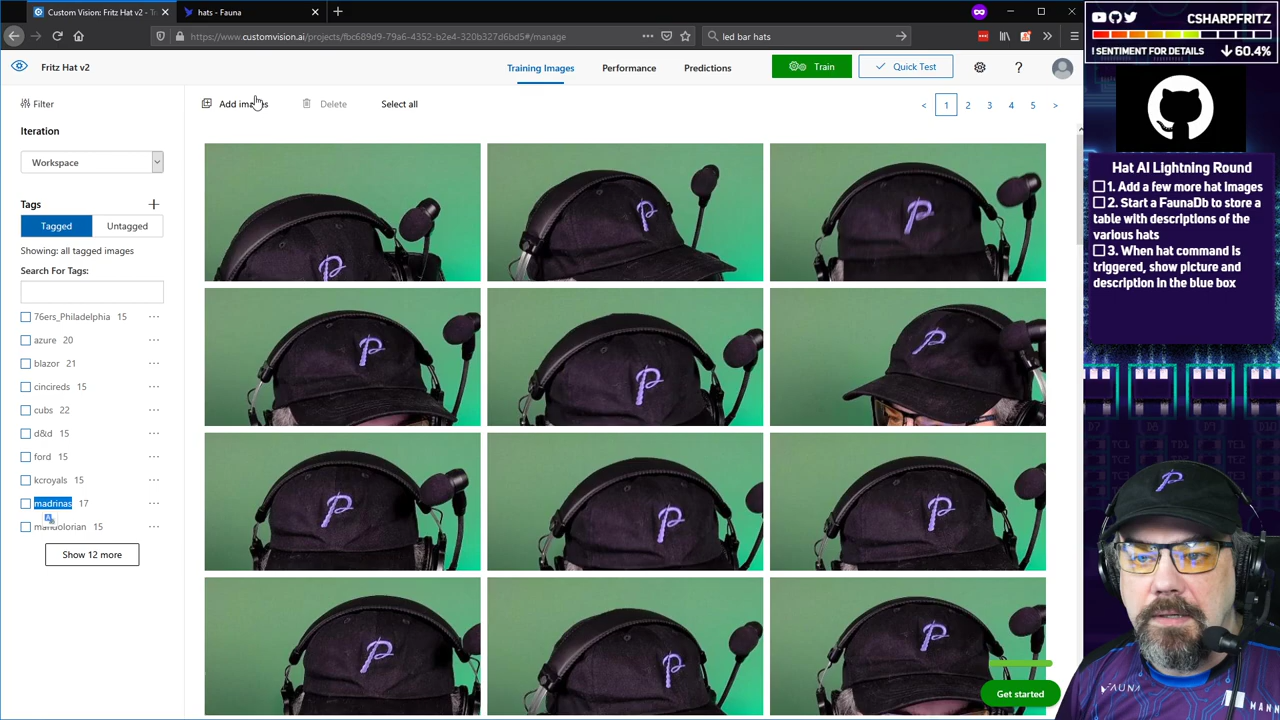 Custom Vision: Fritz Hat v2 - Tr
hats - Fauna
https://www.customvision.ai/projects/fbc689d9-79a6-4352-b2e4-320b327d6bd5#/manage
led bar hats
Fritz Hat v2
Training Images
Performance
Predictions
Train
Quick Test
Filter
Add images
Delete
Select all
< 1 2 3 4 5 >
Iteration
Workspace
Tags
Tagged
Untagged
Showing: all tagged images
Search For Tags:
76ers_Philadelphia 15
azure 20
blazor 21
cincireds 15
cubs 22
d&d 15
ford 15
kcroyals 15
madrinas 17
mandolorian 15
Show 12 more
Get started
CSHARPFRITZ
! SENTIMENT FOR DETAILS
60.4%
Hat AI Lightning Round
1. Add a few more hat images
2. Start a FaunaDb to store a
table with descriptions of the
various hats
3. When hat command is
triggered, show picture and
description in the blue box
FAUNA
MANN